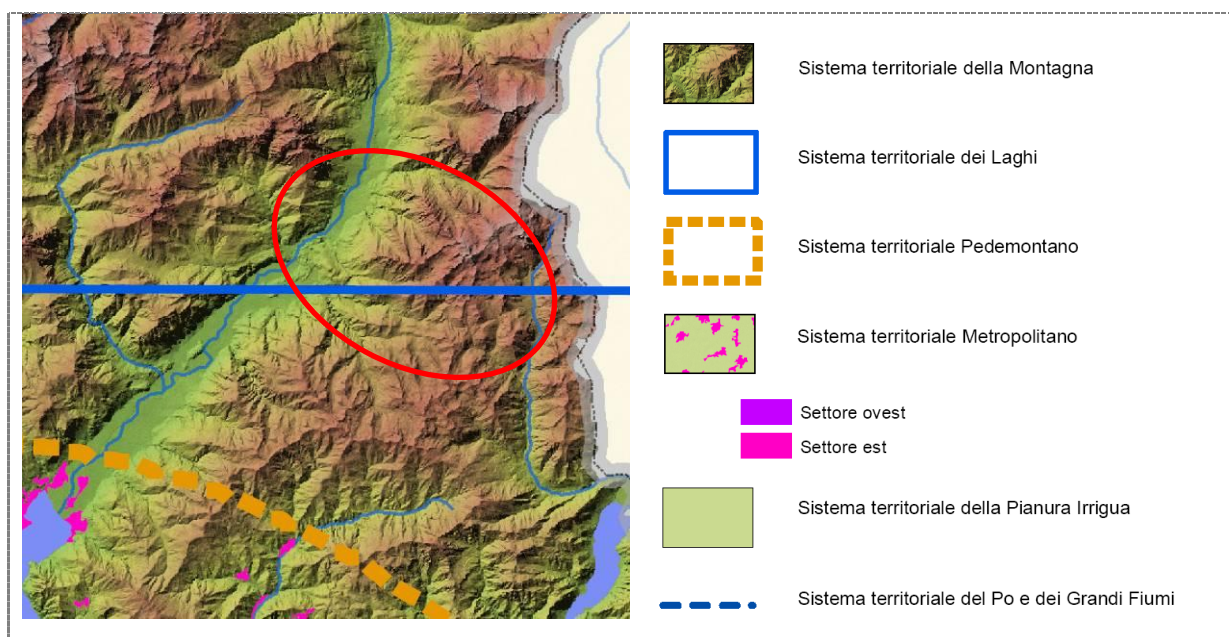 Sistema territoriale della Montagna
Sistema territoriale dei Laghi
Sistema territoriale Pedemontano
Sistema territoriale Metropolitano
Settore ovest
Settore est
Sistema territoriale della Pianura Irrigua
Sistema territoriale del Po e dei Grandi Fiumi